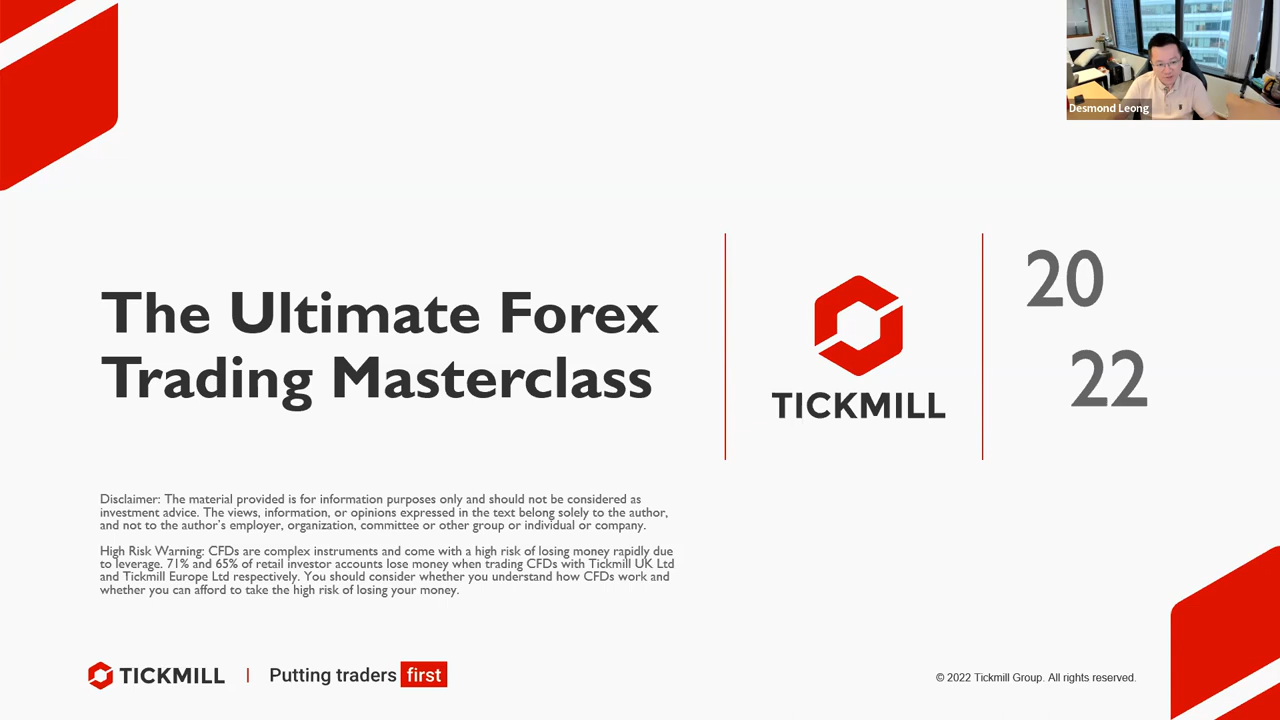 Desmond Leong
The Ultimate Forex
Trading Masterclass
TICKMILL
20
22
Disclaimer: The material provided is for information purposes only and should not be considered as
investment advice. The views, information, or opinions expressed in the text belong solely to the author,
and not to the author's employer, organization, committee or other group or individual or company.
High Risk Warning: CFDs are complex instruments and come with a high risk of losing money rapidly due
to leverage. 71% and 65% of retail investor accounts lose money when trading CFDs with Tickmill UK Ltd
and Tickmill Europe Ltd respectively. You should consider whether you understand how CFDs work and
whether you can afford to take the high risk of losing your money.
TICKMILL | Putting traders first
© 2022 Tickmill Group. All rights reserved.